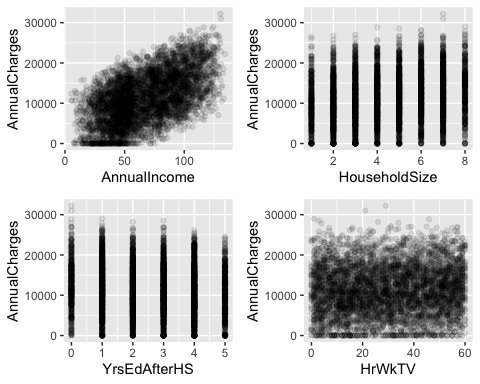 AnnualCharges
30000
20000
10000
0
0 50 100
AnnualIncome
AnnualCharges
30000
20000
10000
0
2 4 6 8
HouseholdSize
AnnualCharges
30000
20000
10000
0
0 1 2 3 4 5
YrsEdAfterHS
AnnualCharges
30000
20000
10000
0
0 20 40 60
HrWkTV